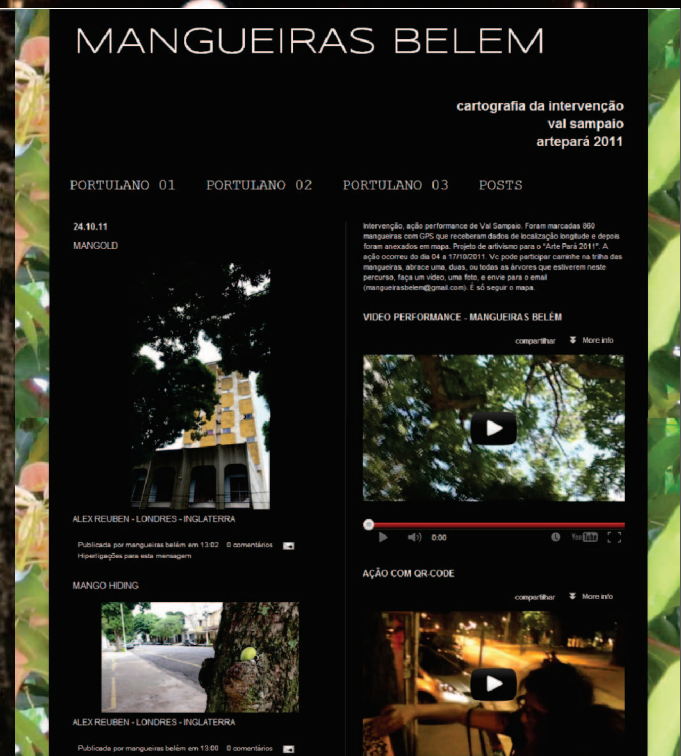 MANGUEIRAS BELEM
cartografia da intervenção
val sampaio
artepará 2011
PORTULANO 01 PORTULANO 02 PORTULANO 03 POSTS
24.10.11
MANGOLD
ALEX REUBEN - LONDRES - INGLATERRA
Publicada por mangueiras belém em 13:02 0 comentários
Hiperligações para esta mensagem
MANGO HIDING
ALEX REUBEN - LONDRES - INGLATERRA
Publicada por mangueiras belém em 13:00 0 comentários
Intervenção, ação performance de Val Sampaio. Foram marcadas 860
mangueiras com GPS que receberam dados de localização longitude e depois
foram anexados em mapa. Projeto de artivismo para o "Arte Pará 2011". A
ação ocorreu do dia 04 a 17/10/2011. Vc pode participar caminhe na trilha das
mangueiras, abrace uma, duas, ou todas as árvores que estiverem neste
percurso, faça um vídeo, uma foto, e envie para o email
(mangueirasbelem@gmail.com). É só seguir o mapa.
VIDEO PERFORMANCE - MANGUEIRAS BELÉM
compartilhar More info
0:00 YouTube
AÇÃO COM QR-CODE
compartilhar More info